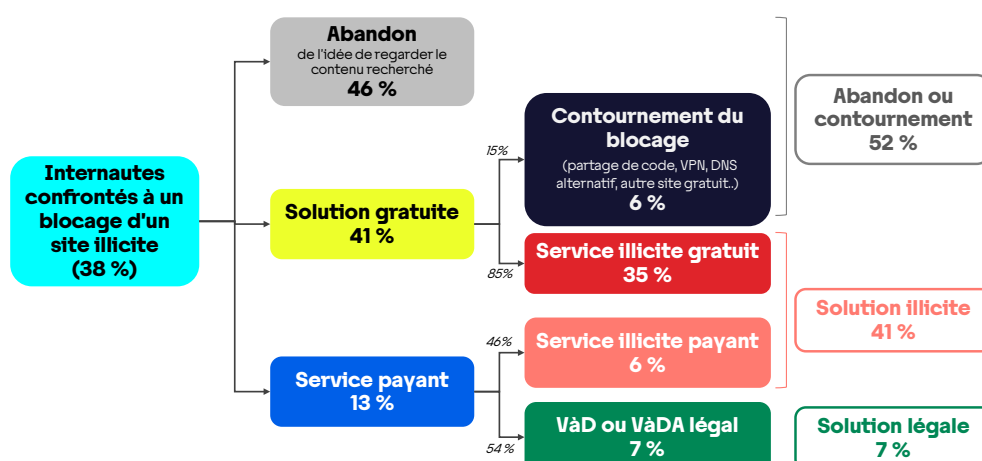 Abandon
de l'idée de regarder le
contenu recherché
46 %
Internautes
confrontés à un
blocage d'un
site illicite
(38 %)
Solution gratuite
41 %
Service payant
13 %
15%
85%
46%
54%
Contournement du
blocage
(partage de code, VPN, DNS
alternatif, autre site gratuit..)
6 %
Service illicite gratuit
35 %
Service illicite payant
6 %
VàD ou VàDA légal
7 %
Abandon ou
contournement
52 %
Solution illicite
41 %
Solution légale
7 %